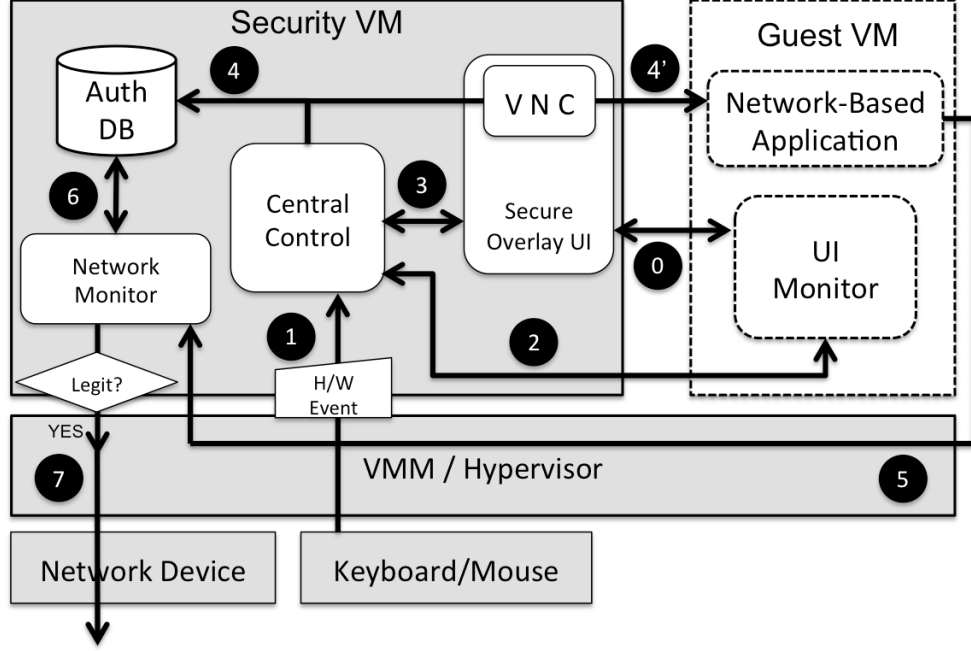 Security VM
Guest VM
Auth
DB
4
V N C
4’
Network-Based
Application
6
Central
Control
3
Secure
Overlay UI
0
UI
Monitor
Network
Monitor
1
2
Legit?
H/W
Event
YES
7
VMM / Hypervisor
5
Network Device
Keyboard/Mouse